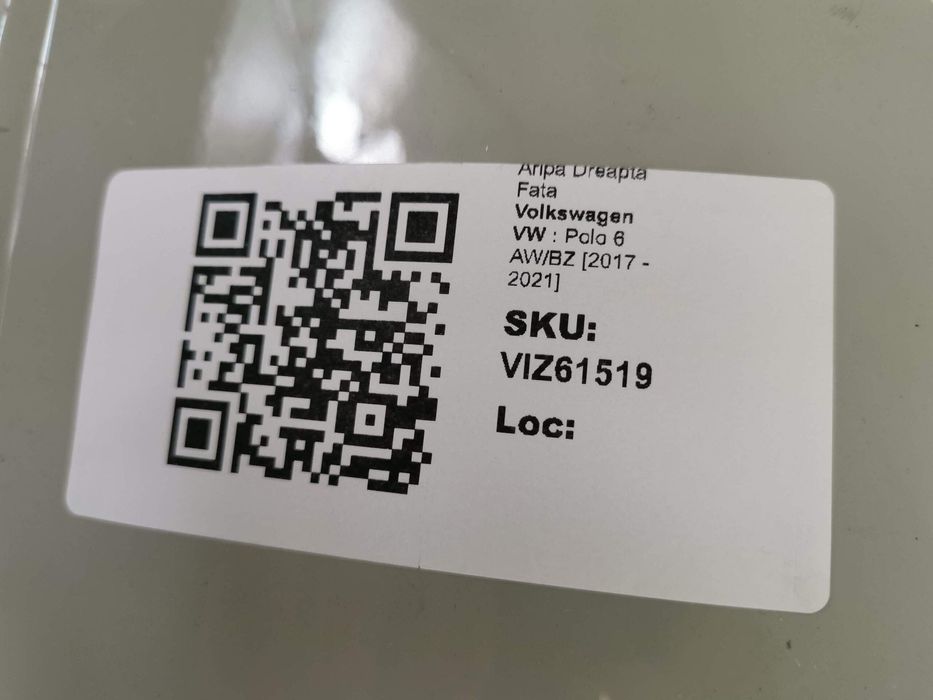 Aripa Dreapta
Fata
Volkswagen
VW : Polo 6
AW/BZ [2017 -
2021]
SKU:
VIZ61519
Loc: